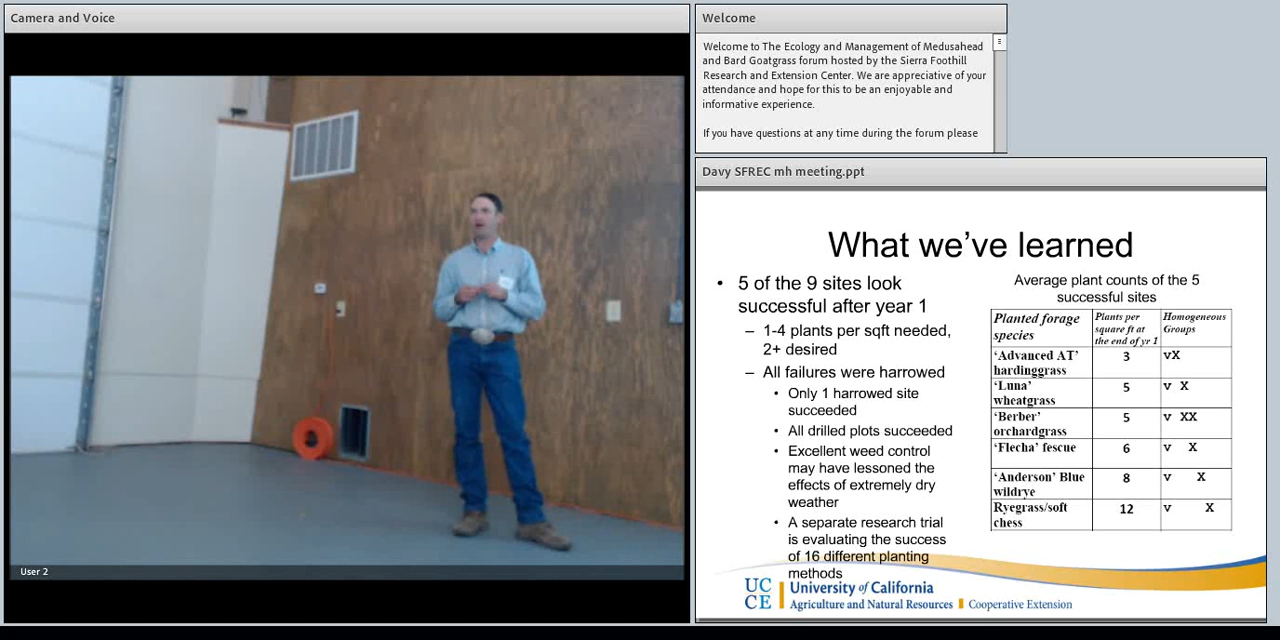 Camera and Voice
User 2
Welcome
Welcome to The Ecology and Management of Medusahead
and Bard Goatgrass forum hosted by the Sierra Foothill
Research and Extension Center. We are appreciative of your
attendance and hope for this to be an enjoyable and
informative experience.
If you have questions at any time during the forum please
Davy SFREC mh meeting.ppt
What we've learned
• 5 of the 9 sites look
successful after year 1
– 1-4 plants per sqft needed,
2+ desired
– All failures were harrowed
• Only 1 harrowed site
succeeded
• All drilled plots succeeded
• Excellent weed control
may have lessoned the
effects of extremely dry
weather
• A separate research trial
is evaluating the success
of 16 different planting
methods
Average plant counts of the 5
successful sites
Planted forage species | Plants per square ft at the end of yr 1 | Homogeneous Groups
'Advanced AT' hardinggrass | 3 | vX
'Luna' wheatgrass | 5 | v X
'Berber' orchardgrass | 5 | v XX
'Flecha' fescue | 6 | v X
'Anderson' Blue wildrye | 8 | v X
Ryegrass/soft chess | 12 | v X
UC
CE
University of California
Agriculture and Natural Resources | Cooperative Extension